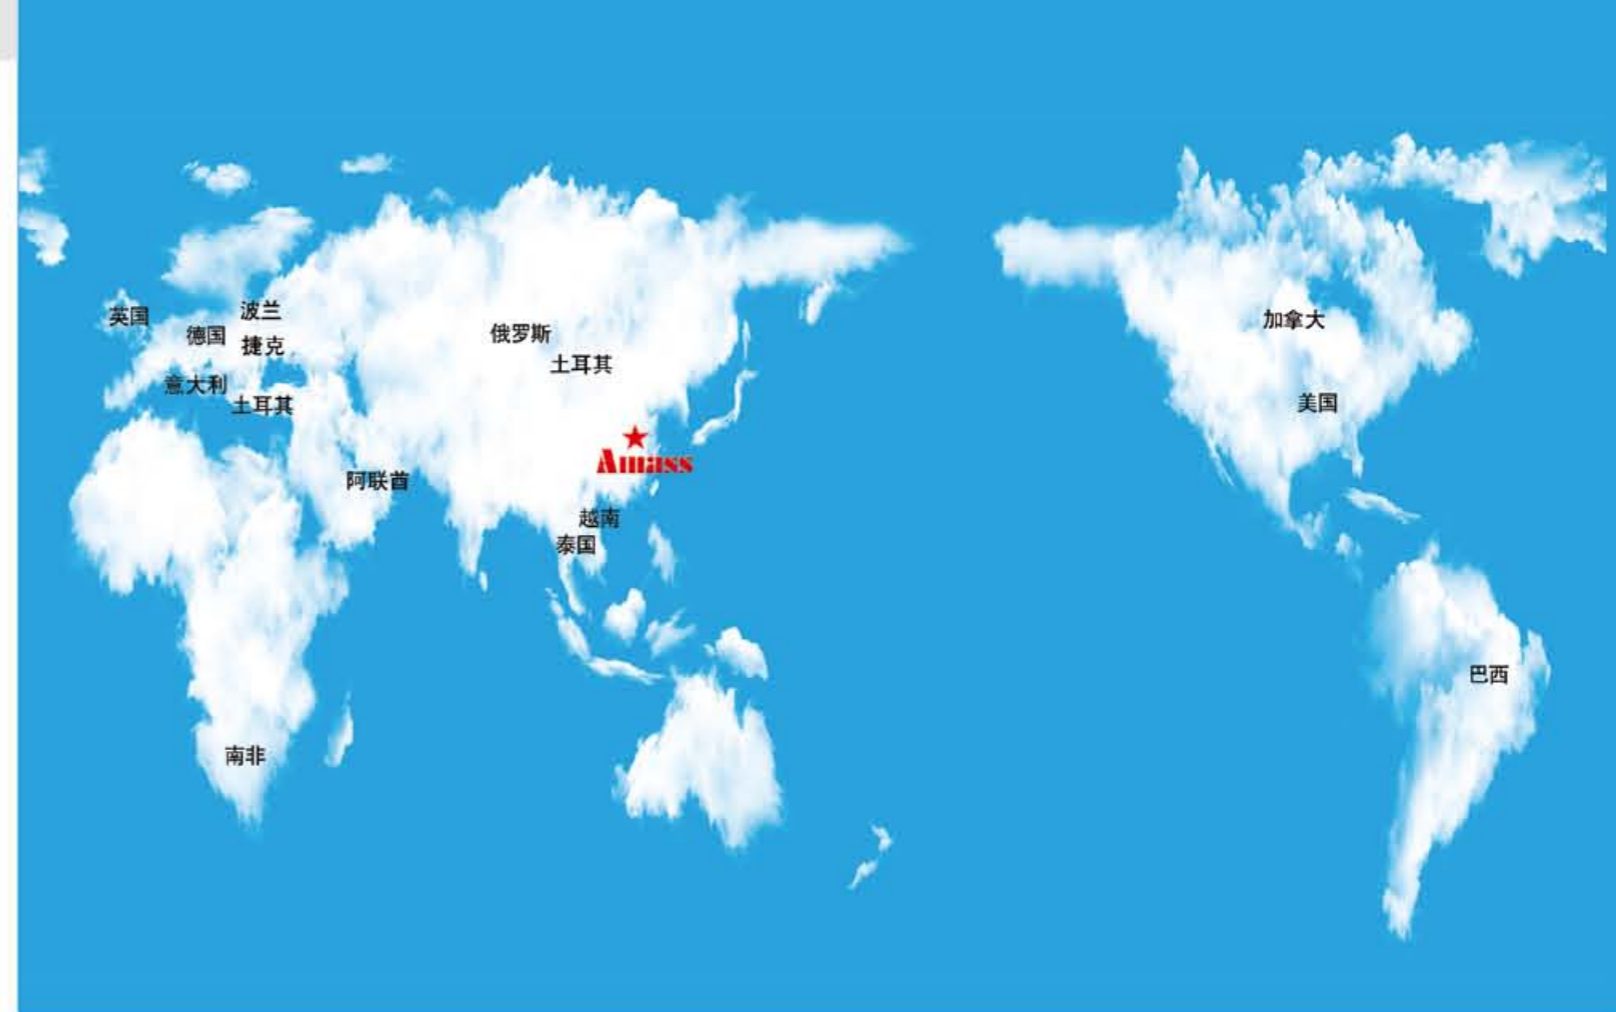 英国
波兰
德国
捷克
意大利
土耳其
俄罗斯
土耳其
Amass
阿联酋
越南
泰国
南非
加拿大
美国
巴西